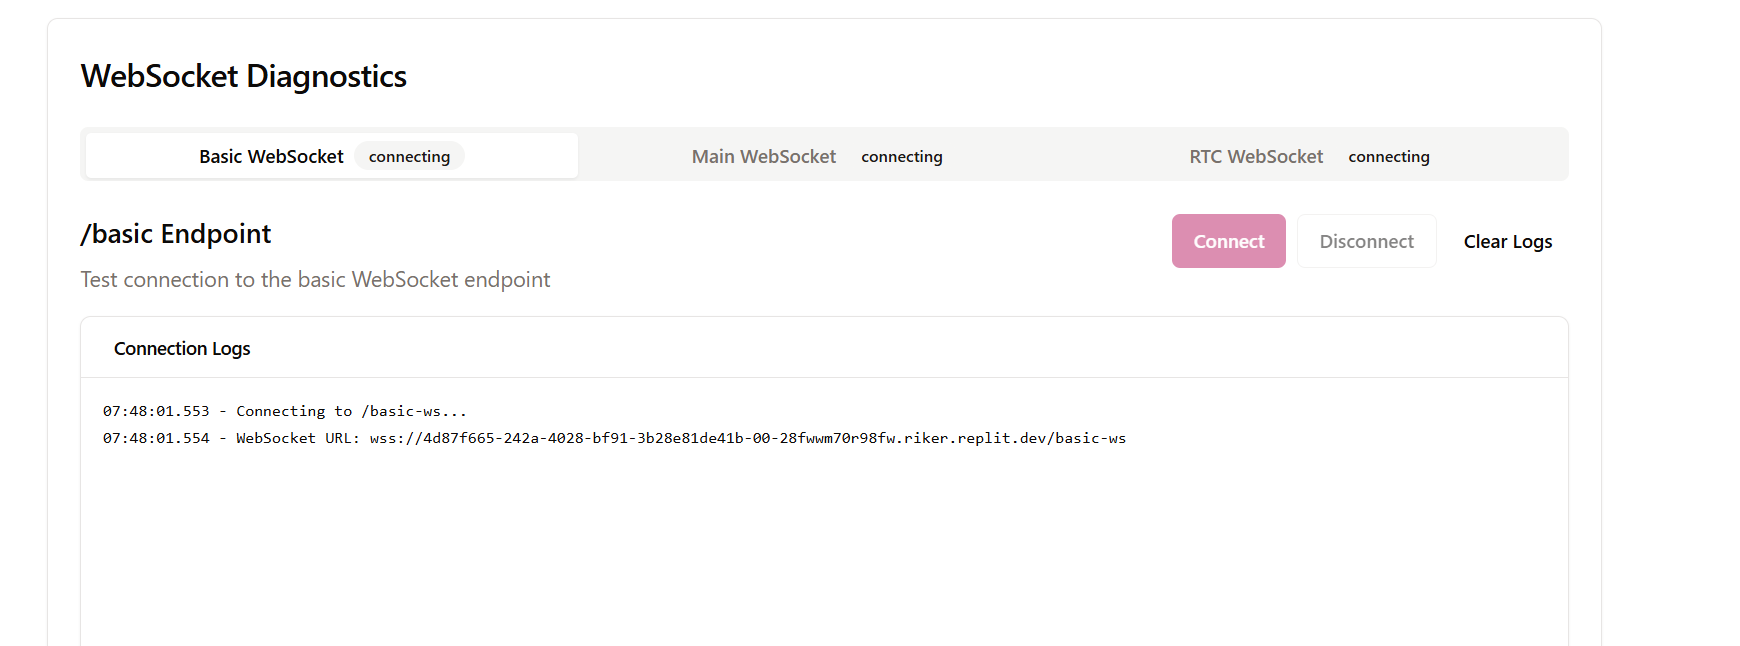 WebSocket Diagnostics
Basic WebSocket connecting Main WebSocket connecting RTC WebSocket connecting
/basic Endpoint
Connect Disconnect Clear Logs
Test connection to the basic WebSocket endpoint
Connection Logs
07:48:01.553 - Connecting to /basic-ws...
07:48:01.554 - WebSocket URL: wss://4d87f665-242a-4028-bf91-3b28e81de41b-00-28fwwm70r98fw.riker.replit.dev/basic-ws